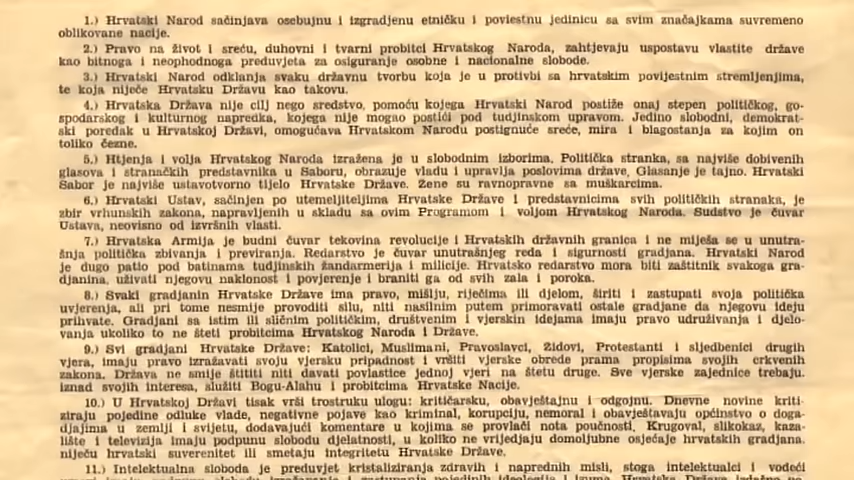 1.) Hrvatski Narod sačinjava osebujnu i izgradjenu etničku i poviestnu jedinicu sa svim značajkama suvremeno
oblikovane nacije.
2.) Pravo na život i sreću, duhovni i tvarni probitci Hrvatskog Naroda, zahtjevaju uspostavu vlastite države
kao bitnoga i neophodnoga preduvjeta za osiguranje osobne i nacionalne slobode.
3.) Hrvatski Narod odklanja svaku državnu tvorbu koja je u protivbi sa hrvatskim povijestnim stremljenjima,
te koja niječe Hrvatsku Državu kao takovu.
4.) Hrvatska Država nije cilj nego sredstvo, pomoću kojega Hrvatski Narod postiže onaj stepen političkog, go-
spodarskog i kulturnog napredka, kojega nije mogao postići pod tudjinskom upravom. Jedino slobodni, demokrat-
ski poredak u Hrvatskoj Državi, omogućava Hrvatskom Narodu postignuće sreće, mira i blagostanja za kojim on
toliko čezne.
5.) Htjenja i volja Hrvatskog Naroda izražena je u slobodnim izborima. Politička stranka, sa najviše dobivenih
glasova i stranačkih predstavnika u Saboru, obrazuje vladu i upravlja poslovima države. Glasanje je tajno. Hrvatski
Sabor je najviše ustavotvorno tijelo Hrvatske Države. Žene su ravnopravne sa muškarcima.
6.) Hrvatski Ustav, sačinjen po utemeljiteljima Hrvatske Države i predstavnicima svih političkih stranaka, je
zbir vrhunskih zakona, napravljenih u skladu sa ovim Programom i voljom Hrvatskog Naroda. Sudstvo je čuvar
Ustava, neovisno od izvršnih vlasti.
7.) Hrvatska Armija je budni čuvar tekovina revolucije i Hrvatskih državnih granica i ne miješa se u unutra-
šnja politička zbivanja i previranja. Redarstvo je čuvar unutrašnjeg reda i sigurnosti gradjana. Hrvatski Narod
je dugo patio pod batinama tudjinskih žandarmerija i milicije. Hrvatsko redarstvo mora biti zaštitnik svakoga gra-
djanina, uživati njegovu naklonost i povjerenje i braniti ga od svih zala i poroka.
8.) Svaki gradjanin Hrvatske Države ima pravo, mišlju, riječima ili djelom, širiti i zastupati svoja politička
uvjerenja, ali pri tome nesmije provoditi silu, niti nasilnim putem primoravati ostale gradjane da njegovu ideju
prihvate. Gradjani sa istim ili sličnim političkim, društvenim i vjerskin idejama imaju pravo udruživanja i djelo-
vanja ukoliko to ne šteti probitcima Hrvatskog Naroda i Države.
9.) Svi gradjani Hrvatske Države: Katolici, Muslimani, Pravoslavci, Židovi, Protestanti i sljedbenici drugih
vjera, imaju pravo izražavati svoju vjersku pripadnost i vršiti vjerske obrede prama propisima svojih crkvenih
zakona. Država ne smije štititi niti davati povlastice jednoj vjeri na štetu druge. Sve vjerske zajednice trebaju.
iznad svojih interesa, služiti Bogu-Alahu i probitcima Hrvatske Nacije.
10.) U Hrvatskoj Državi tisak vrši trostruku ulogu: kritičarsku, obavještajnu i odgojnu. Dnevne novine kriti-
ziraju pojedine odluke vlade, negativne pojave kao kriminal, korupciju, nemoral i obavještavaju općinstvo o doga-
djajima u zemlji i svijetu, dodavajući komentare u kojima se provlači nota poučnosti. Krugoval, slikokaz, kaza-
lište i televizija imaju podpunu slobodu djelatnosti, u koliko ne vrijedjaju domoljubne osjećaje hrvatskih gradjana.
niječu hrvatski suverenitet ili smetaju integritetu Hrvatske Države.
11.) Intelektualna sloboda je preduvjet kristaliziranja zdravih i naprednih misli, stoga intelektualci i vodeći